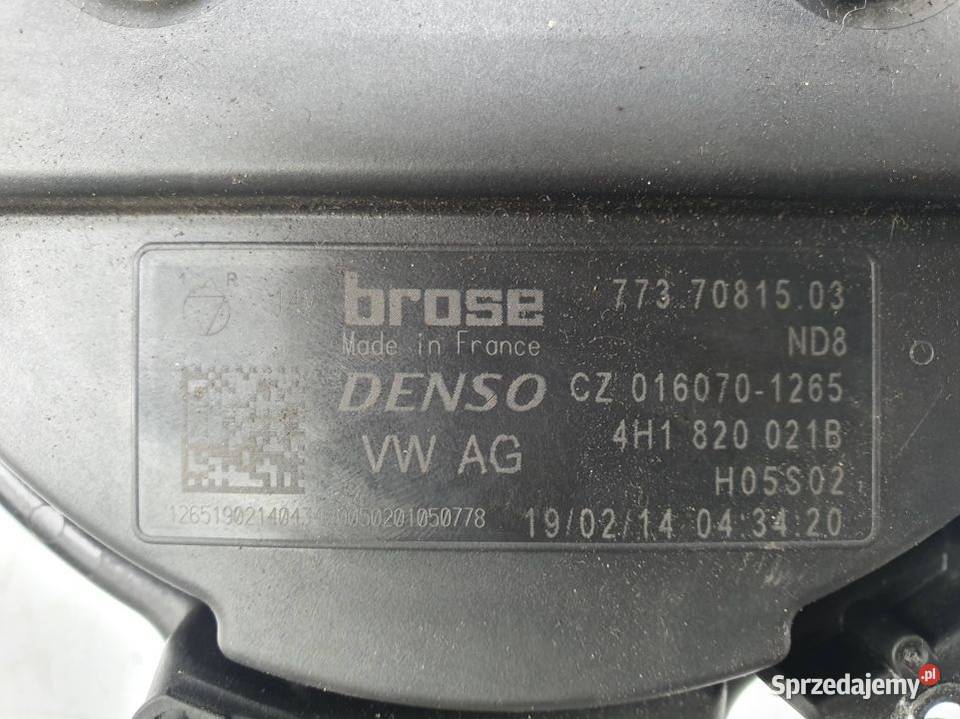 R 14V brose 773 70815.03
Made in France ND8
DENSO CZ 016070-1265
VW AG 4H1 820 021B
H05S02
19/02/14 04:34:20
Sprzedajemy.pl